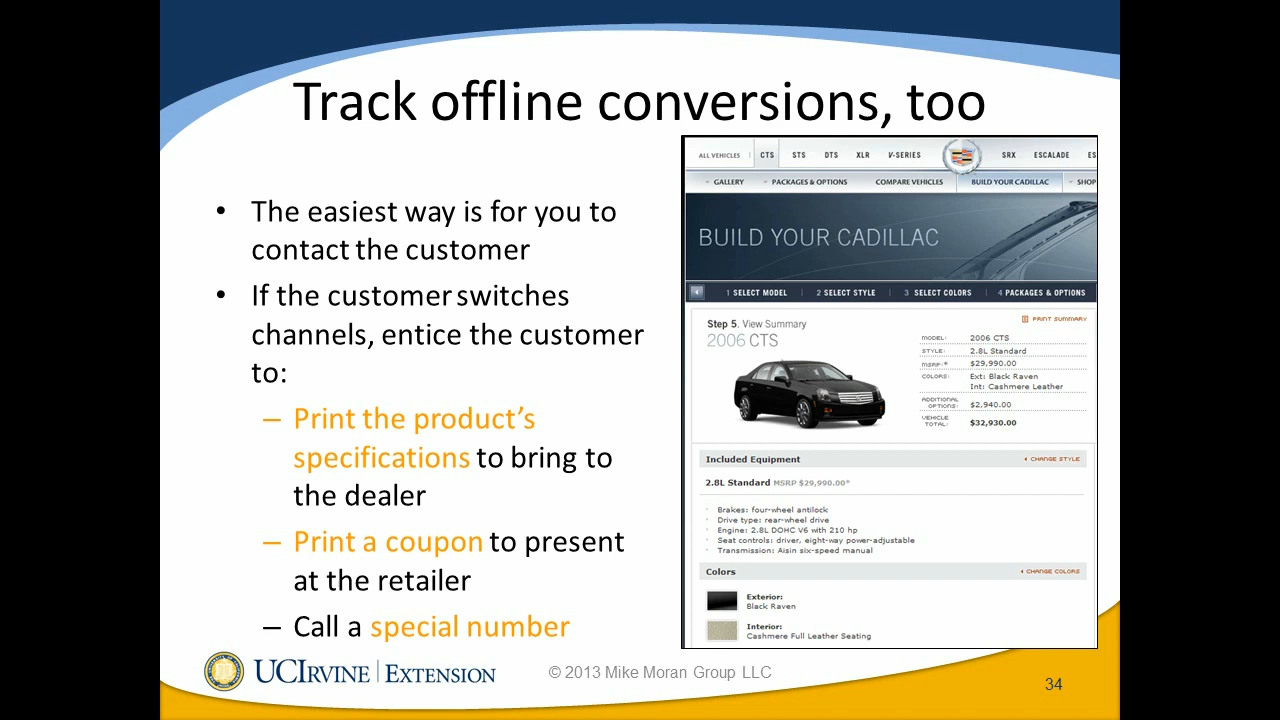 Track offline conversions, too
• The easiest way is for you to
contact the customer
• If the customer switches
channels, entice the customer
to:
– Print the product’s
specifications to bring to
the dealer
– Print a coupon to present
at the retailer
– Call a special number
ALL VEHICLES | CTS STS DTS XLR V-SERIES SRX ESCALADE ES
GALLERY PACKAGES & OPTIONS COMPARE VEHICLES BUILD YOUR CADILLAC SHOP
BUILD YOUR CADILLAC
1 SELECT MODEL | 2 SELECT STYLE | 3 SELECT COLORS | 4 PACKAGES & OPTIONS
PRINT SUMMARY
Step 5. View Summary
2006 CTS
MODEL: 2006 CTS
STYLE: 2.8L Standard
MSRP:* $29,990.00
COLORS: Ext: Black Raven
Int: Cashmere Leather
ADDITIONAL
OPTIONS: $2,940.00
VEHICLE
TOTAL: $32,930.00
Included Equipment CHANGE STYLE
2.8L Standard MSRP $29,990.00*
Brakes: four-wheel antilock
Drive type: rear-wheel drive
Engine: 2.8L DOHC V6 with 210 hp
Seat controls: driver, eight-way power-adjustable
Transmission: Aisin six-speed manual
Colors CHANGE COLORS
Exterior:
Black Raven
Interior:
Cashmere Full Leather Seating
UCIRVINE | EXTENSION
© 2013 Mike Moran Group LLC
34